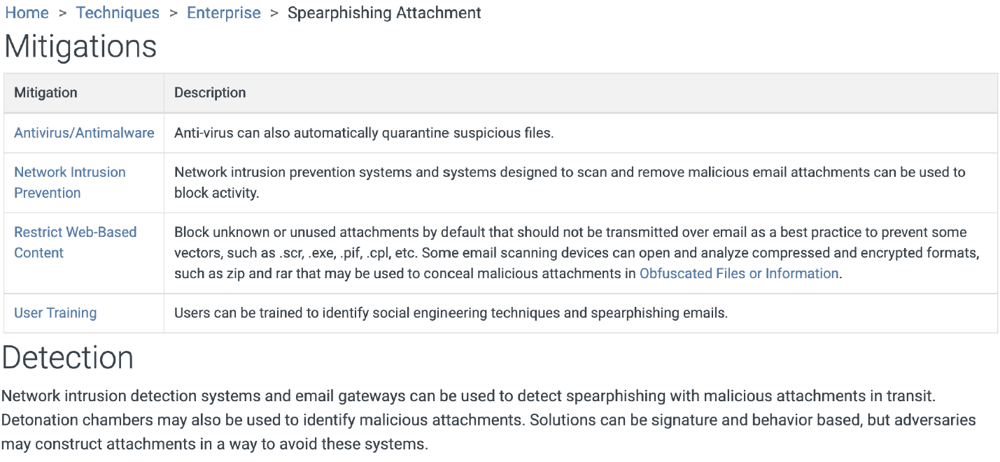 Home > Techniques > Enterprise > Spearphishing Attachment
Mitigations
Mitigation Description
Antivirus/Antimalware Anti-virus can also automatically quarantine suspicious files.
Network Intrusion Prevention Network intrusion prevention systems and systems designed to scan and remove malicious email attachments can be used to
block activity.
Restrict Web-Based Content Block unknown or unused attachments by default that should not be transmitted over email as a best practice to prevent some
vectors, such as .scr, .exe, .pif, .cpl, etc. Some email scanning devices can open and analyze compressed and encrypted formats,
such as zip and rar that may be used to conceal malicious attachments in Obfuscated Files or Information.
User Training Users can be trained to identify social engineering techniques and spearphishing emails.
Detection
Network intrusion detection systems and email gateways can be used to detect spearphishing with malicious attachments in transit.
Detonation chambers may also be used to identify malicious attachments. Solutions can be signature and behavior based, but adversaries
may construct attachments in a way to avoid these systems.